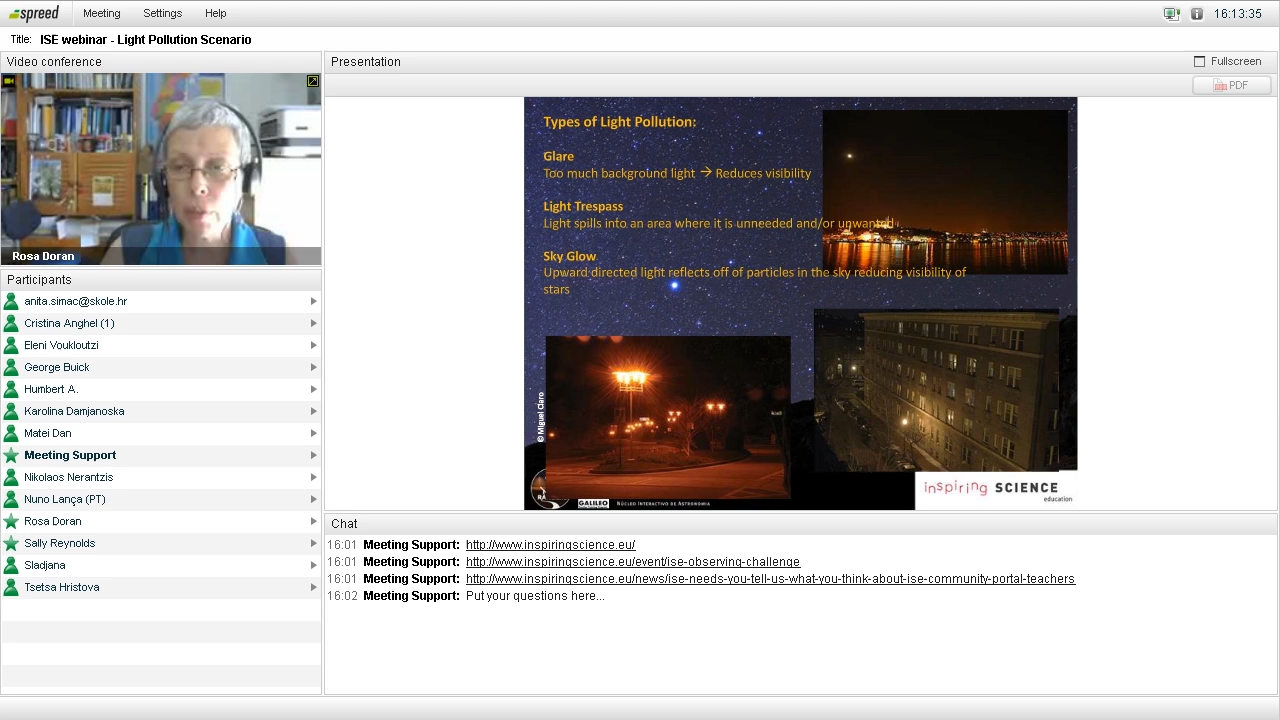 spreed Meeting Settings Help 16:13:35
Title: ISE webinar - Light Pollution Scenario
Video conference
Rosa Doran
Participants
anita.simac@skole.hr
Cristina Anghel (1)
Eleni Voukloutzi
George Buick
Humbert A.
Karolina Damjanoska
Matei Dan
Meeting Support
Nikolaos Nerantzis
Nuno Lança (PT)
Rosa Doran
Sally Reynolds
Sladjana
Tsetsa Hristova
Presentation Fullscreen
PDF
Types of Light Pollution:
Glare
Too much background light → Reduces visibility
Light Trespass
Light spills into an area where it is unneeded and/or unwanted
Sky Glow
Upward directed light reflects off of particles in the sky reducing visibility of
stars
© Miguel Claro
GALILEO
NÚCLEO INTERACTIVO DE ASTRONOMIA
inspiring SCIENCE
education
Chat
16:01 Meeting Support: http://www.inspiringscience.eu/
16:01 Meeting Support: http://www.inspiringscience.eu/event/ise-observing-challenge
16:01 Meeting Support: http://www.inspiringscience.eu/news/ise-needs-you-tell-us-what-you-think-about-ise-community-portal-teachers
16:02 Meeting Support: Put your questions here...